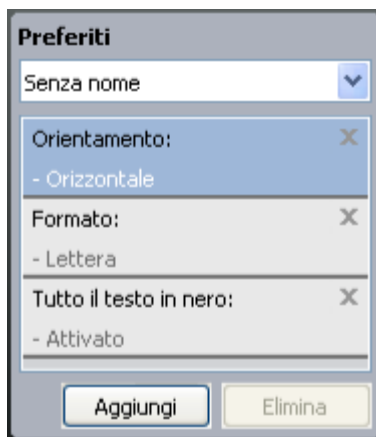 Preferiti
Senza nome
Orientamento:
- Orizzontale
Formato:
- Lettera
Tutto il testo in nero:
- Attivato
Aggiungi Elimina